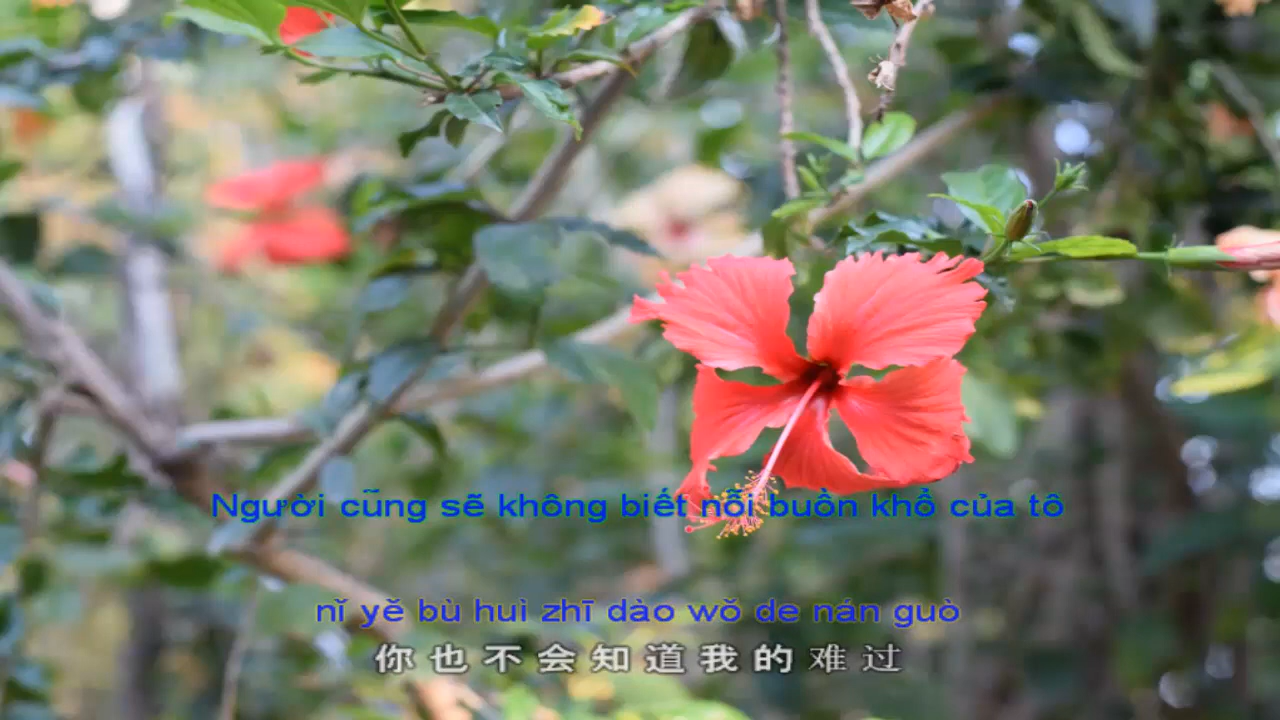 Người cũng sẽ không biết nỗi buồn khổ của tô
nǐ yě bù huì zhī dào wǒ de nán guò
你也不会知道我的难过